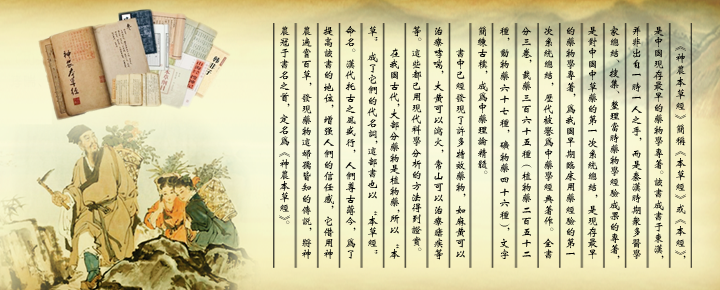 《神農本草經》簡稱《本草經》或《本經》,
是中國現存最早的藥物學專著。該書成書于東漢,
並非出自一時一人之手,而是秦漢時期衆多醫學
家總結,搜集、整理當時藥物學經驗成果的專著,
是對中國中草藥的第一次系統總結,是現存最早
的藥物學專著,爲我國早期臨床用藥經驗的第一
次系統總結,歷代被譽爲中藥學經典著作。全書
分三卷,載藥三百六十五種(植物藥二百五十二
種,動物藥六十七種,礦物藥四十六種),文字
簡練古樸,成爲中藥理論精髓。
書中已經發現了許多特效藥物,如麻黃可以
治療哮喘,大黃可以瀉火,常山可以治療瘧疾等
等。這些都已用現代科學分析的方法得到證實。
在我國古代,大部分藥物是植物藥,所以“本
草”成了它們的代名詞,這部書也以“本草經”
命名。漢代托古之風盛行,人們尊古薄今,爲了
提高該書的地位,增强人們的信任感,它借用神
農遍嘗百草,發現藥物這婦孺皆知的傳說,將神
農冠于書名之首,定名爲《神農本草經》。
神農本草經